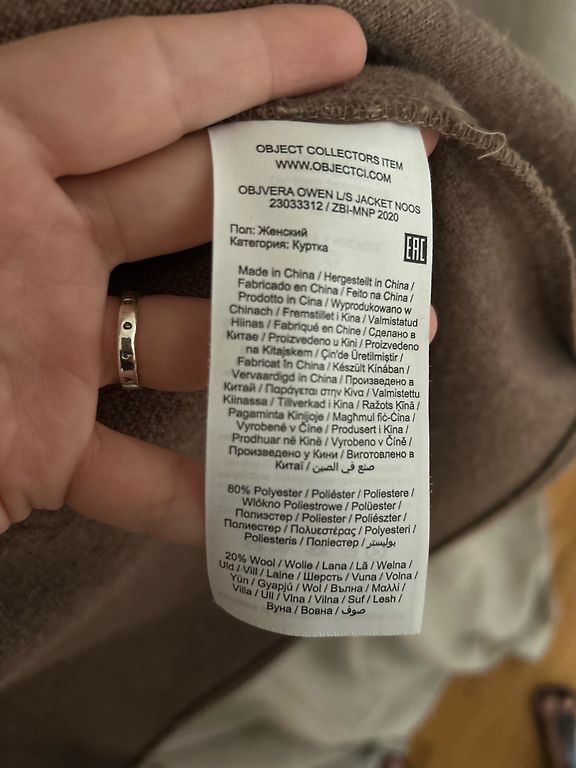 OBJECT COLLECTORS ITEM
WWW.OBJECTCI.COM
OBJVERA OWEN L/S JACKET NOOS
23033312 / ZBI-MNP 2020
Пол: Женский
Категория: Куртка
EAC
Made in China / Hergestellt in China /
Fabricado en China / Feito na China /
Prodotto in Cina / Wyprodukowano w
Chinach / Fremstillet i Kina / Valmistatud
Hiinas / Fabriqué en Chine / Сделано в
Китае / Proizvedeno u Kini / Proizvedeno
na Kitajskem / Çin'de Üretilmiştir /
Fabricat în China / Készült Kínában /
Vervaardigd in China / Произведено в
Китай / Παράγεται στην Κίνα / Valmistettu
Kiinassa / Tillverkad i Kina / Ražots Ķīnā /
Pagaminta Kinijoje / Magħmul fiċ-Ċina /
Vyrobené v Číne / Produsert i Kina /
Prodhuar në Kinë / Vyrobeno v Číně /
Произведено у Кини / Виготовлено в
Китаї / صنع في الصين
80% Polyester / Poliéster / Poliestere /
Włókno Poliestrowe / Polüester /
Полиэстер / Poliester / Poliészter /
Полиестер / Πολυεστέρας / Polyesteri /
Poliesteris / Поліестер / بوليستر
20% Wool / Wolle / Lana / Lã / Wełna /
Uld / Vill / Laine / Шерсть / Vuna / Volna /
Yün / Gyapjú / Wol / Вълна / Μαλλί /
Villa / Ull / Vlna / Vilna / Suf / Lesh /
Вуна / Вовна / صوف